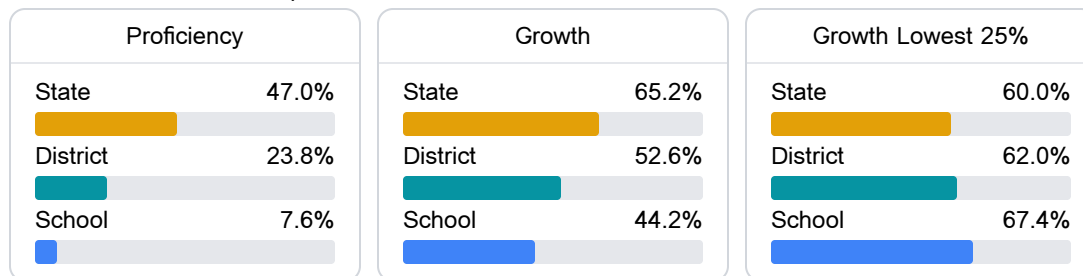 Proficiency
State 47.0%
District 23.8%
School 7.6%
Growth
State 65.2%
District 52.6%
School 44.2%
Growth Lowest 25%
State 60.0%
District 62.0%
School 67.4%